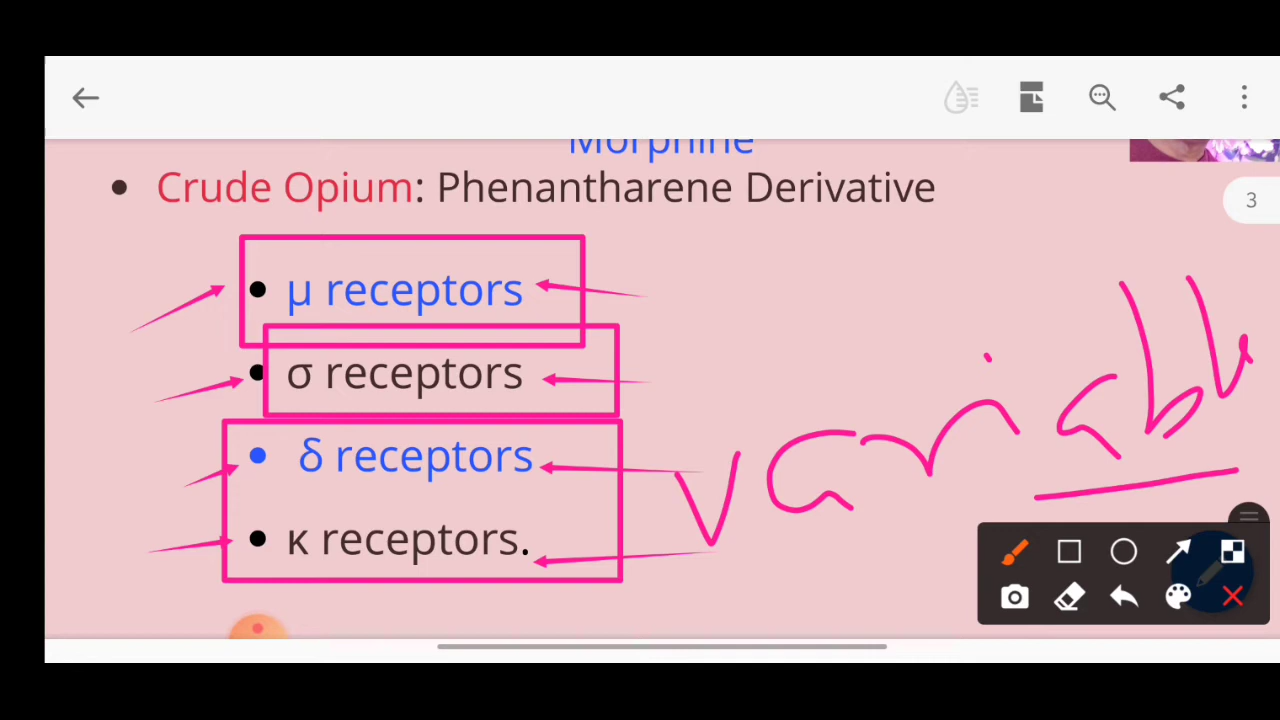 Morphine
• Crude Opium: Phenantharene Derivative
3
• μ receptors
• σ receptors
• δ receptors
• κ receptors.
variable